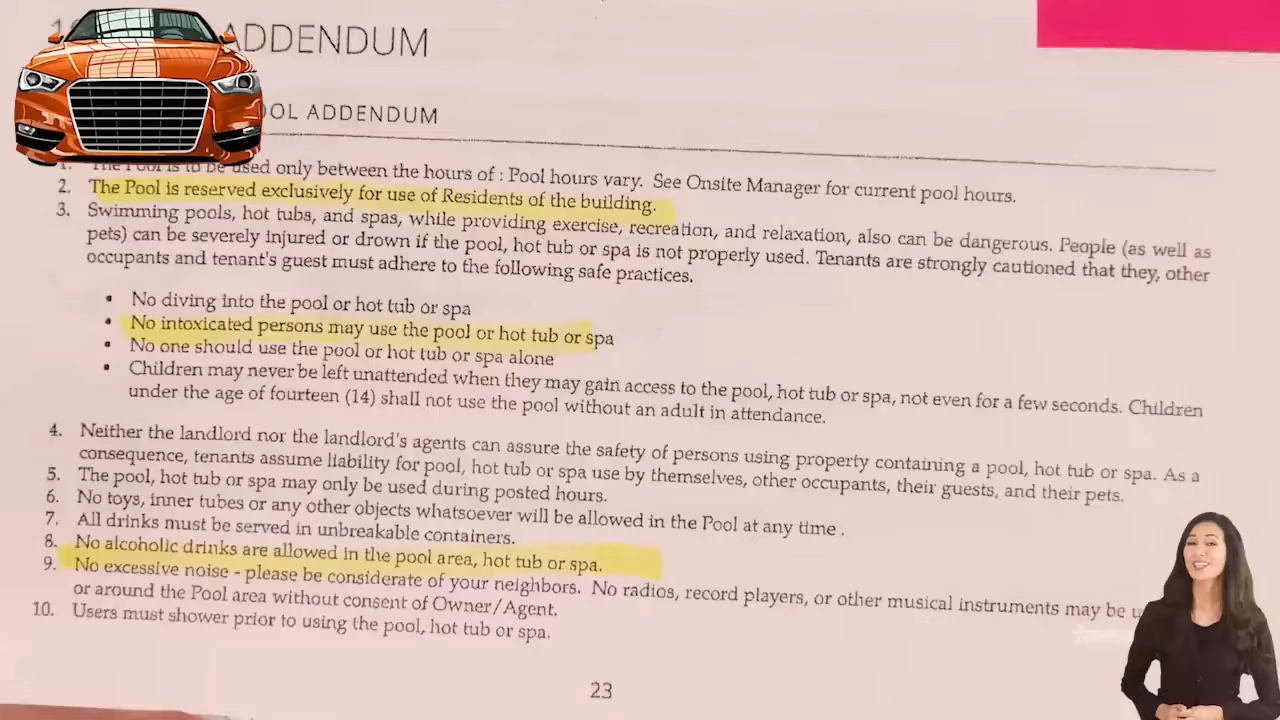 ADDENDUM
OOL ADDENDUM
1. The Pool is to be used only between the hours of : Pool hours vary. See Onsite Manager for current pool hours.
2. The Pool is reserved exclusively for use of Residents of the building.
3. Swimming pools, hot tubs, and spas, while providing exercise, recreation, and relaxation, also can be dangerous. People (as well as
pets) can be severely injured or drown if the pool, hot tub or spa is not properly used. Tenants are strongly cautioned that they, other
occupants and tenant's guest must adhere to the following safe practices.
• No diving into the pool or hot tub or spa
• No intoxicated persons may use the pool or hot tub or spa
• No one should use the pool or hot tub or spa alone
• Children may never be left unattended when they may gain access to the pool, hot tub or spa, not even for a few seconds. Children
under the age of fourteen (14) shall not use the pool without an adult in attendance.
4. Neither the landlord nor the landlord's agents can assure the safety of persons using property containing a pool, hot tub or spa. As a
consequence, tenants assume liability for pool, hot tub or spa use by themselves, other occupants, their guests, and their pets.
5. The pool, hot tub or spa may only be used during posted hours.
6. No toys, inner tubes or any other objects whatsoever will be allowed in the Pool at any time .
7. All drinks must be served in unbreakable containers.
8. No alcoholic drinks are allowed in the pool area, hot tub or spa.
9. No excessive noise - please be considerate of your neighbors. No radios, record players, or other musical instruments may be
or around the Pool area without consent of Owner/Agent.
10. Users must shower prior to using the pool, hot tub or spa.
23